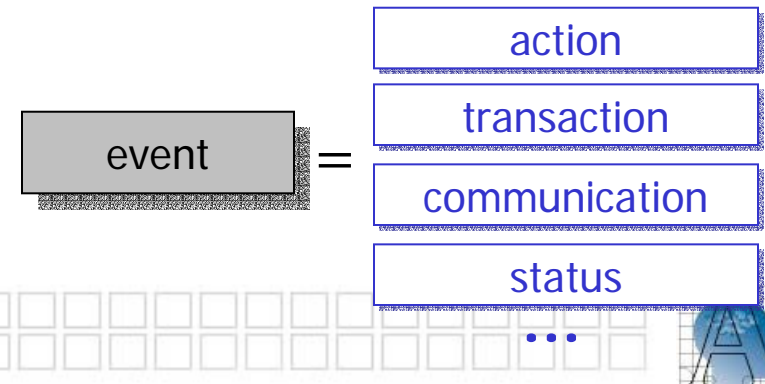 action
transaction
event =
communication
status
...